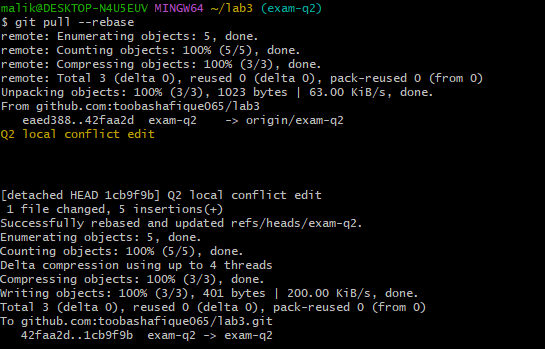 malik@DESKTOP-N4U5EUV MINGW64 ~/lab3 (exam-q2)
$ git pull --rebase
remote: Enumerating objects: 5, done.
remote: Counting objects: 100% (5/5), done.
remote: Compressing objects: 100% (3/3), done.
remote: Total 3 (delta 0), reused 0 (delta 0), pack-reused 0 (from 0)
Unpacking objects: 100% (3/3), 1023 bytes | 63.00 KiB/s, done.
From github.com:toobashafique065/lab3
   eaed388..42faa2d  exam-q2    -> origin/exam-q2
Q2 local conflict edit
[detached HEAD 1cb9f9b] Q2 local conflict edit
 1 file changed, 5 insertions(+)
Successfully rebased and updated refs/heads/exam-q2.
Enumerating objects: 5, done.
Counting objects: 100% (5/5), done.
Delta compression using up to 4 threads
Compressing objects: 100% (3/3), done.
Writing objects: 100% (3/3), 401 bytes | 200.00 KiB/s, done.
Total 3 (delta 0), reused 0 (delta 0), pack-reused 0 (from 0)
To github.com:toobashafique065/lab3.git
   42faa2d..1cb9f9b  exam-q2 -> exam-q2